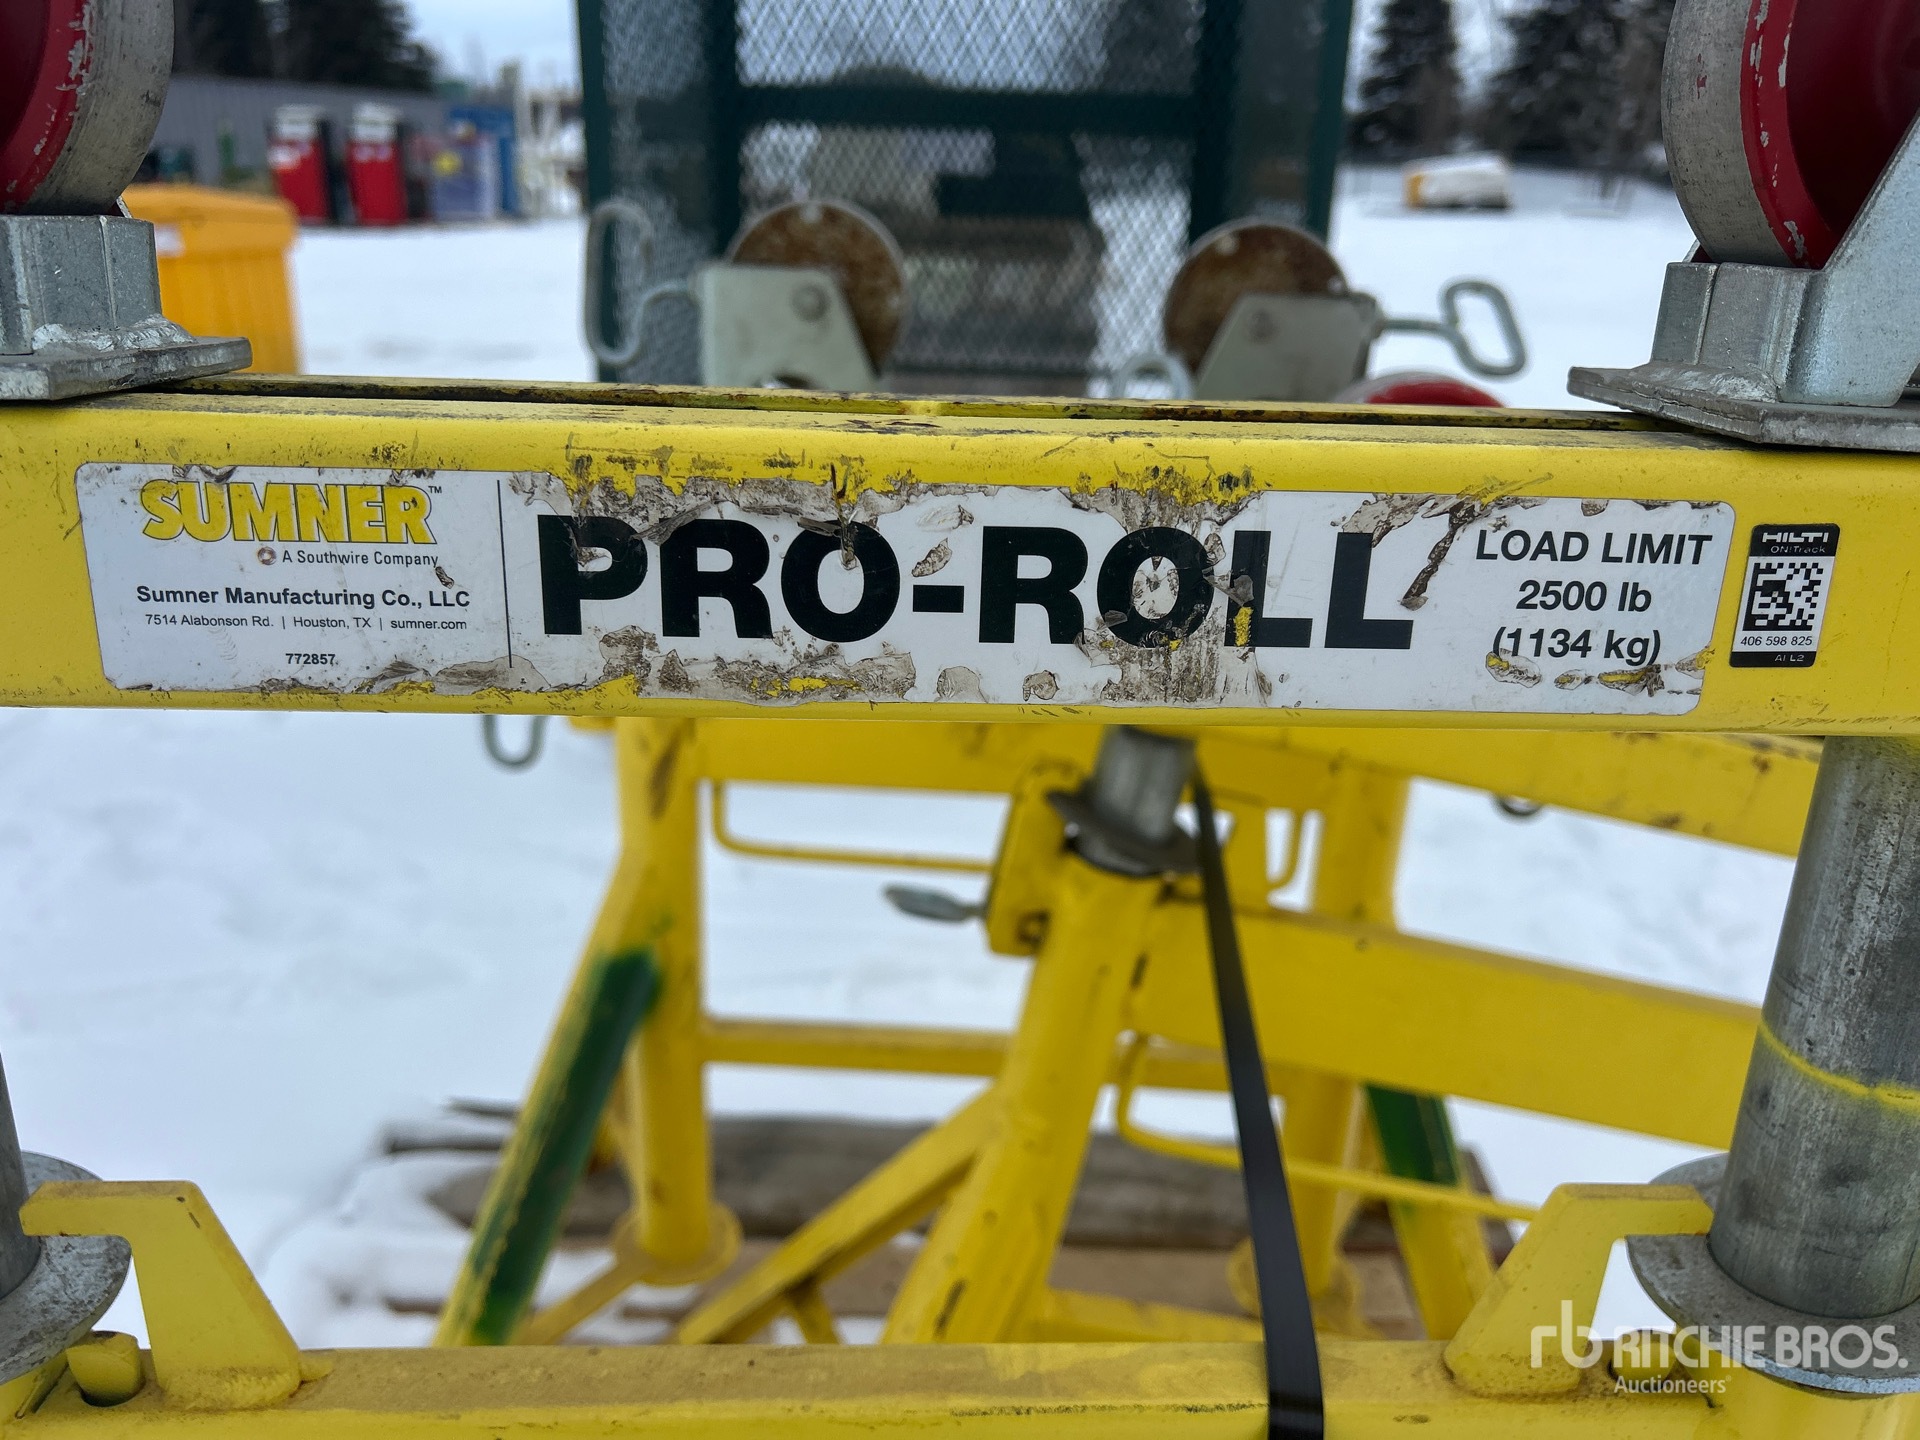 SUMNER™
A Southwire Company
Sumner Manufacturing Co., LLC
7514 Alabonson Rd. | Houston, TX | sumner.com
772857
PRO-ROLL
LOAD LIMIT
2500 lb
(1134 kg)
HILTI
ON!Track
406 598 825
AI L2
rb RITCHIE BROS.
Auctioneers